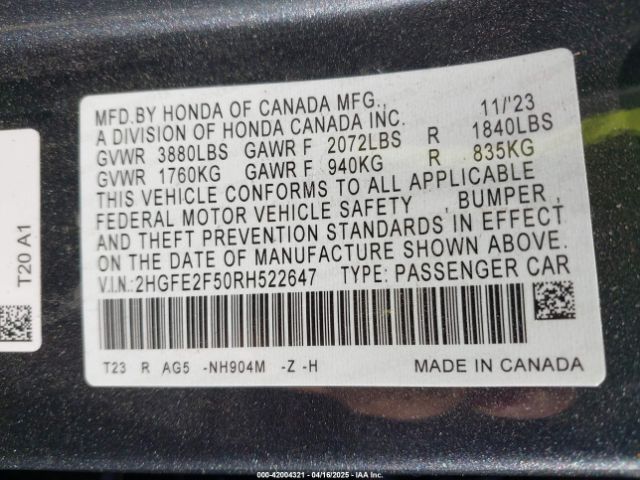 MFD.BY HONDA OF CANADA MFG., 11/'23
A DIVISION OF HONDA CANADA INC.
GVWR 3880LBS GAWR F 2072LBS R 1840LBS
GVWR 1760KG GAWR F 940KG R 835KG
THIS VEHICLE CONFORMS TO ALL APPLICABLE
FEDERAL MOTOR VEHICLE SAFETY , BUMPER ,
AND THEFT PREVENTION STANDARDS IN EFFECT
ON THE DATE OF MANUFACTURE SHOWN ABOVE.
V.I.N.:2HGFE2F50RH522647 TYPE: PASSENGER CAR
T23 R AG5 -NH904M -Z -H MADE IN CANADA
T20 A1
000-42004321 - 04/16/2025 - IAA Inc.